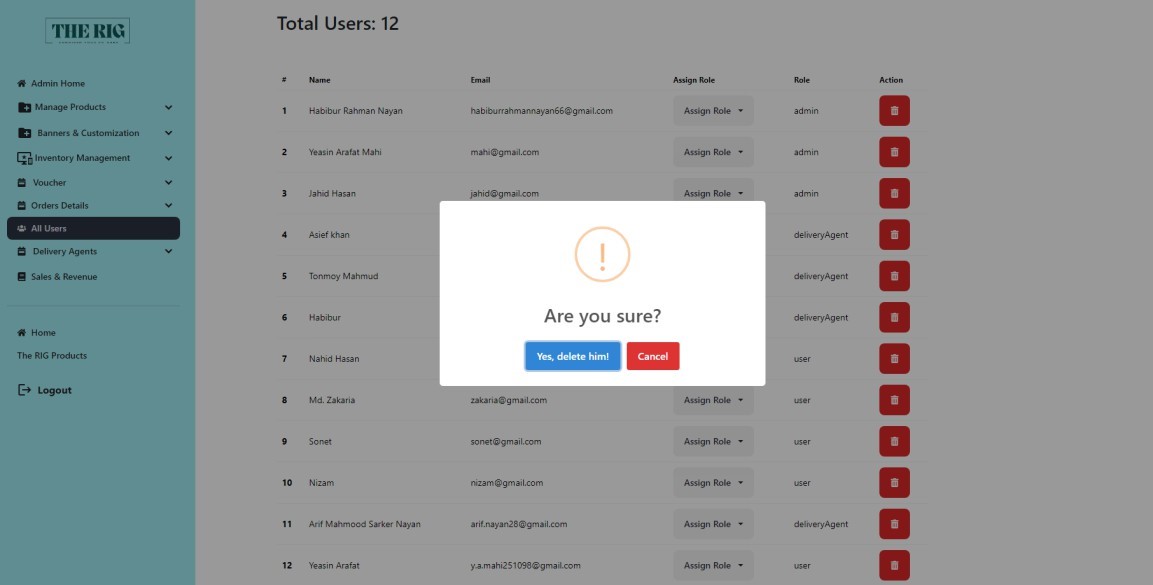 THE RIG
Admin Home
Manage Products
Banners & Customization
Inventory Management
Voucher
Orders Details
All Users
Delivery Agents
Sales & Revenue
Home
The RIG Products
Logout
Total Users: 12
# Name Email Assign Role Role Action
1 Habibur Rahman Nayan habiburrahmannayan66@gmail.com Assign Role admin
2 Yeasin Arafat Mahi mahi@gmail.com Assign Role admin
3 Jahid Hasan jahid@gmail.com Assign Role admin
4 Asief khan deliveryAgent
5 Tonmoy Mahmud deliveryAgent
6 Habibur deliveryAgent
7 Nahid Hasan user
8 Md. Zakaria zakaria@gmail.com Assign Role user
9 Sonet sonet@gmail.com Assign Role user
10 Nizam nizam@gmail.com Assign Role user
11 Arif Mahmood Sarker Nayan arif.nayan28@gmail.com Assign Role deliveryAgent
12 Yeasin Arafat y.a.mahi251098@gmail.com Assign Role user
!
Are you sure?
Yes, delete him! Cancel